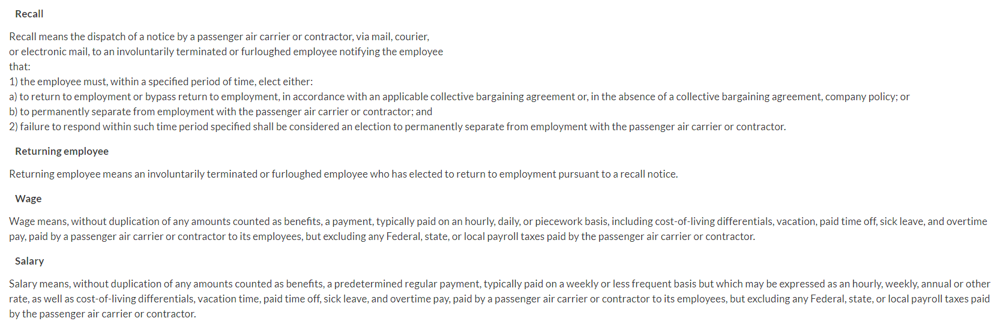 Recall
Recall means the dispatch of a notice by a passenger air carrier or contractor, via mail, courier,
or electronic mail, to an involuntarily terminated or furloughed employee notifying the employee
that:
1) the employee must, within a specified period of time, elect either:
a) to return to employment or bypass return to employment, in accordance with an applicable collective bargaining agreement or, in the absence of a collective bargaining agreement, company policy; or
b) to permanently separate from employment with the passenger air carrier or contractor; and
2) failure to respond within such time period specified shall be considered an election to permanently separate from employment with the passenger air carrier or contractor.
Returning employee
Returning employee means an involuntarily terminated or furloughed employee who has elected to return to employment pursuant to a recall notice.
Wage
Wage means, without duplication of any amounts counted as benefits, a payment, typically paid on an hourly, daily, or piecework basis, including cost-of-living differentials, vacation, paid time off, sick leave, and overtime
pay, paid by a passenger air carrier or contractor to its employees, but excluding any Federal, state, or local payroll taxes paid by the passenger air carrier or contractor.
Salary
Salary means, without duplication of any amounts counted as benefits, a predetermined regular payment, typically paid on a weekly or less frequent basis but which may be expressed as an hourly, weekly, annual or other
rate, as well as cost-of-living differentials, vacation time, paid time off, sick leave, and overtime pay, paid by a passenger air carrier or contractor to its employees, but excluding any Federal, state, or local payroll taxes paid
by the passenger air carrier or contractor.